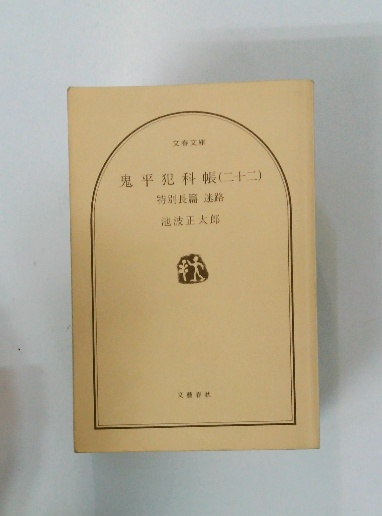 文春文庫
鬼平犯科帳(二十二)
特別長篇 迷路
池波正太郎
文藝春秋